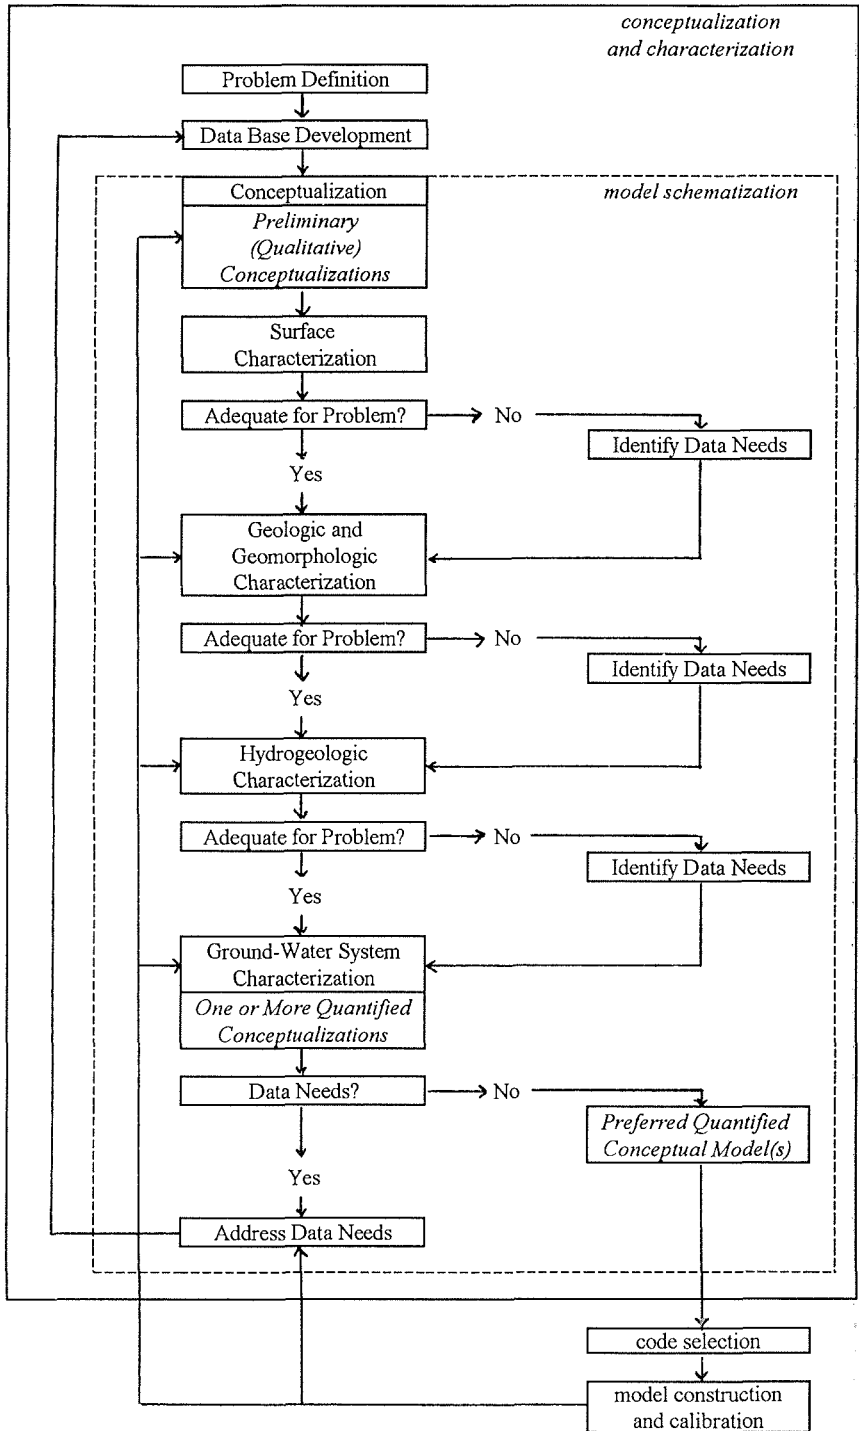 conceptualization
and characterization
Problem Definition
Data Base Development
model schematization
Conceptualization
Preliminary
(Qualitative)
Conceptualizations
Surface
Characterization
Adequate for Problem?
No
Identify Data Needs
Yes
Geologic and
Geomorphologic
Characterization
Adequate for Problem?
No
Identify Data Needs
Yes
Hydrogeologic
Characterization
Adequate for Problem?
No
Identify Data Needs
Yes
Ground-Water System
Characterization
One or More Quantified
Conceptualizations
Data Needs?
No
Preferred Quantified
Conceptual Model(s)
Yes
Address Data Needs
code selection
model construction
and calibration